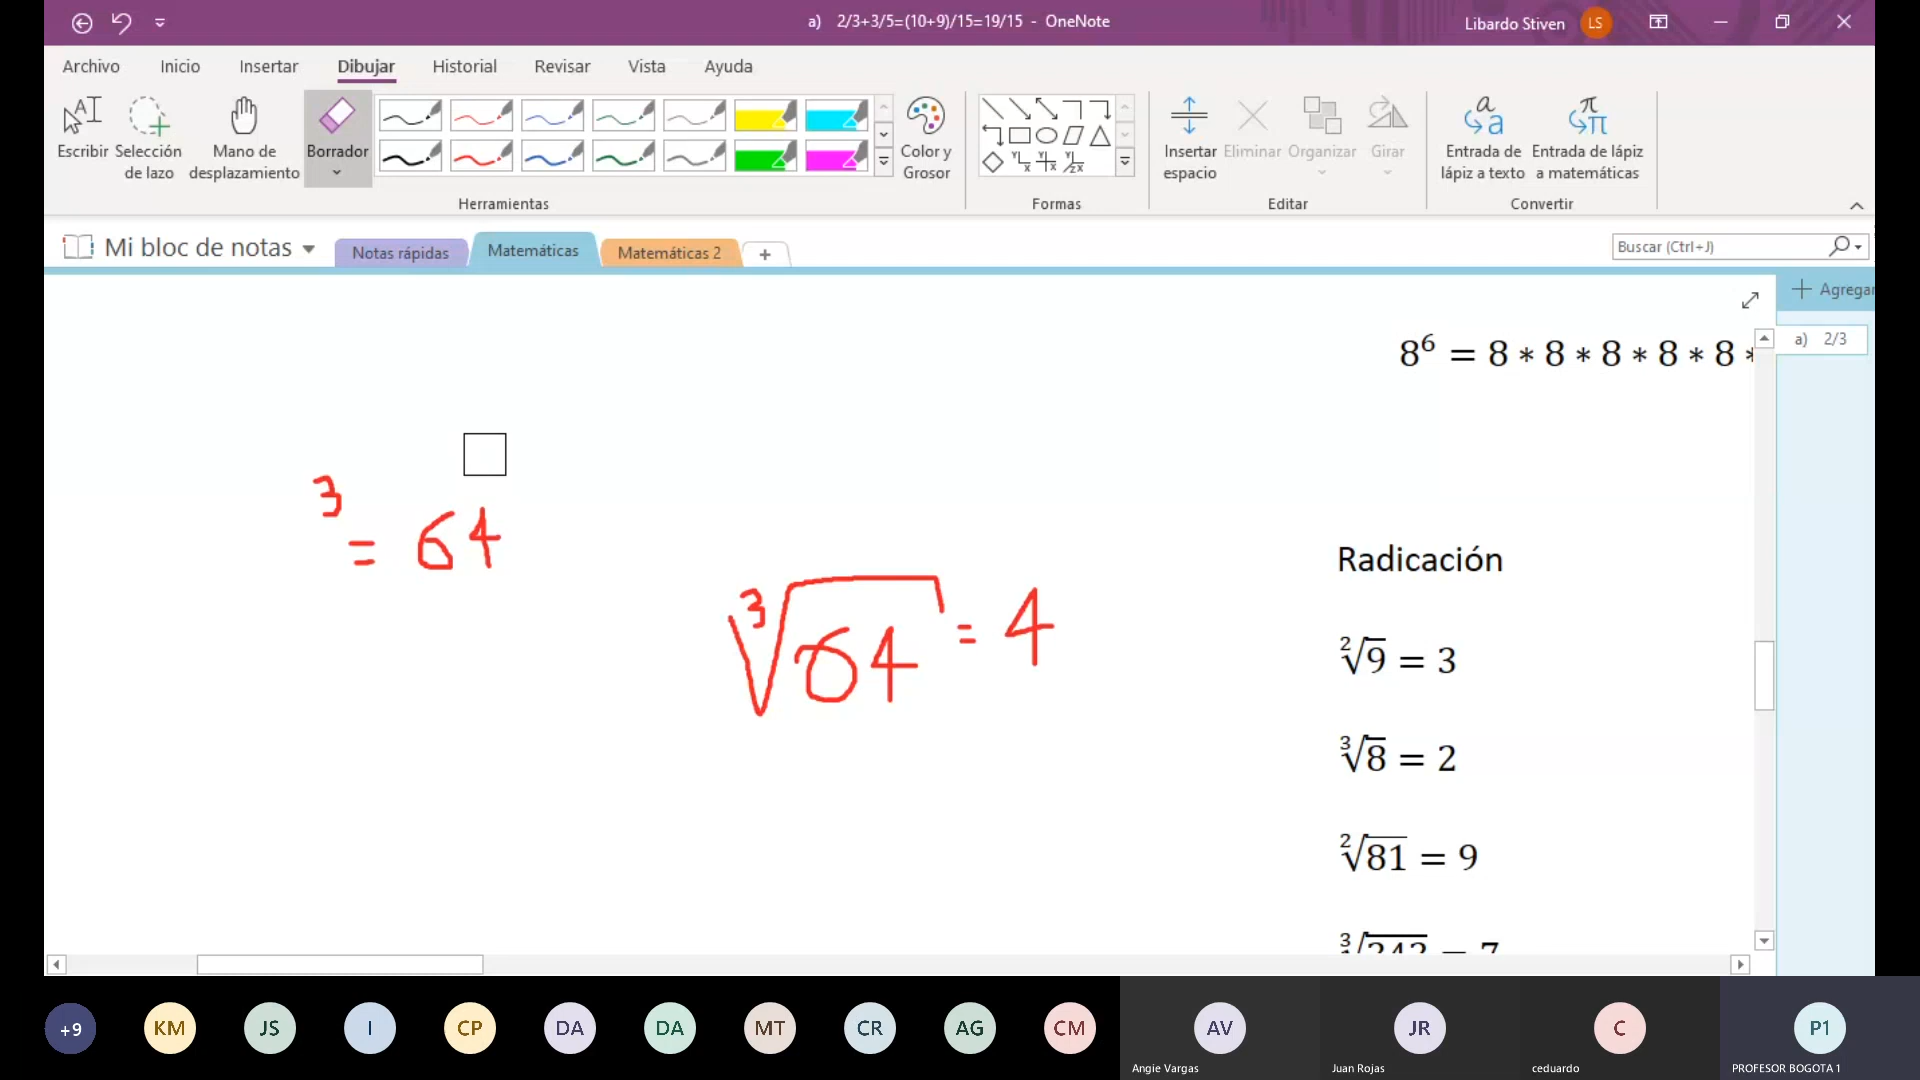 a) 2/3+3/5=(10+9)/15=19/15 - OneNote
Libardo Stiven LS
Archivo Inicio Insertar Dibujar Historial Revisar Vista Ayuda
Escribir
Selección de lazo
Mano de desplazamiento
Borrador
Color y Grosor
Insertar espacio
Eliminar
Organizar
Girar
Entrada de lápiz a texto
Entrada de lápiz a matemáticas
Herramientas Formas Editar Convertir
Mi bloc de notas
Notas rápidas
Matemáticas
Matemáticas 2
Buscar (Ctrl+J)
a) 2/3
8⁶ = 8 ∗ 8 ∗ 8 ∗ 8 ∗ 8 ∗
3 = 64
∛64 = 4
Radicación
²√9 = 3
³√8 = 2
²√81 = 9
+9 KM JS I CP DA DA MT CR AG CM AV JR C P1
Angie Vargas
Juan Rojas
ceduardo
PROFESOR BOGOTA 1